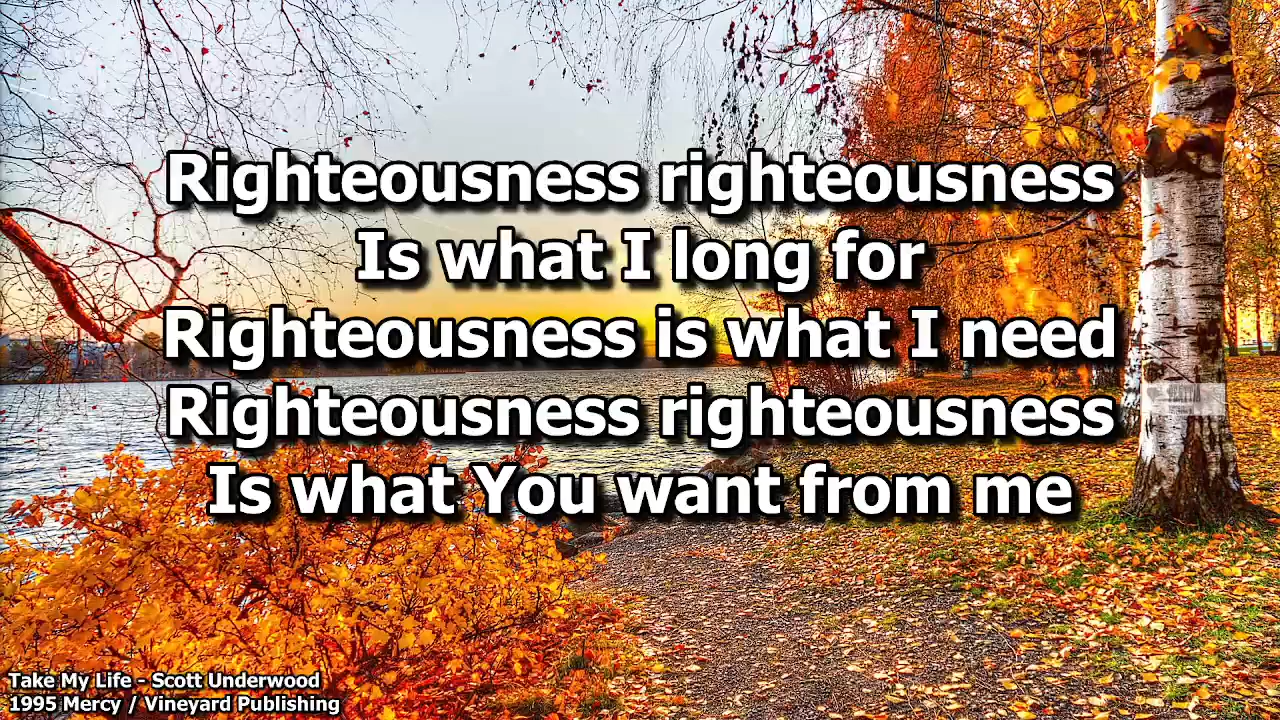 Righteousness righteousness
Is what I long for
Righteousness is what I need
Righteousness righteousness
Is what You want from me
Take My Life - Scott Underwood
1995 Mercy / Vineyard Publishing